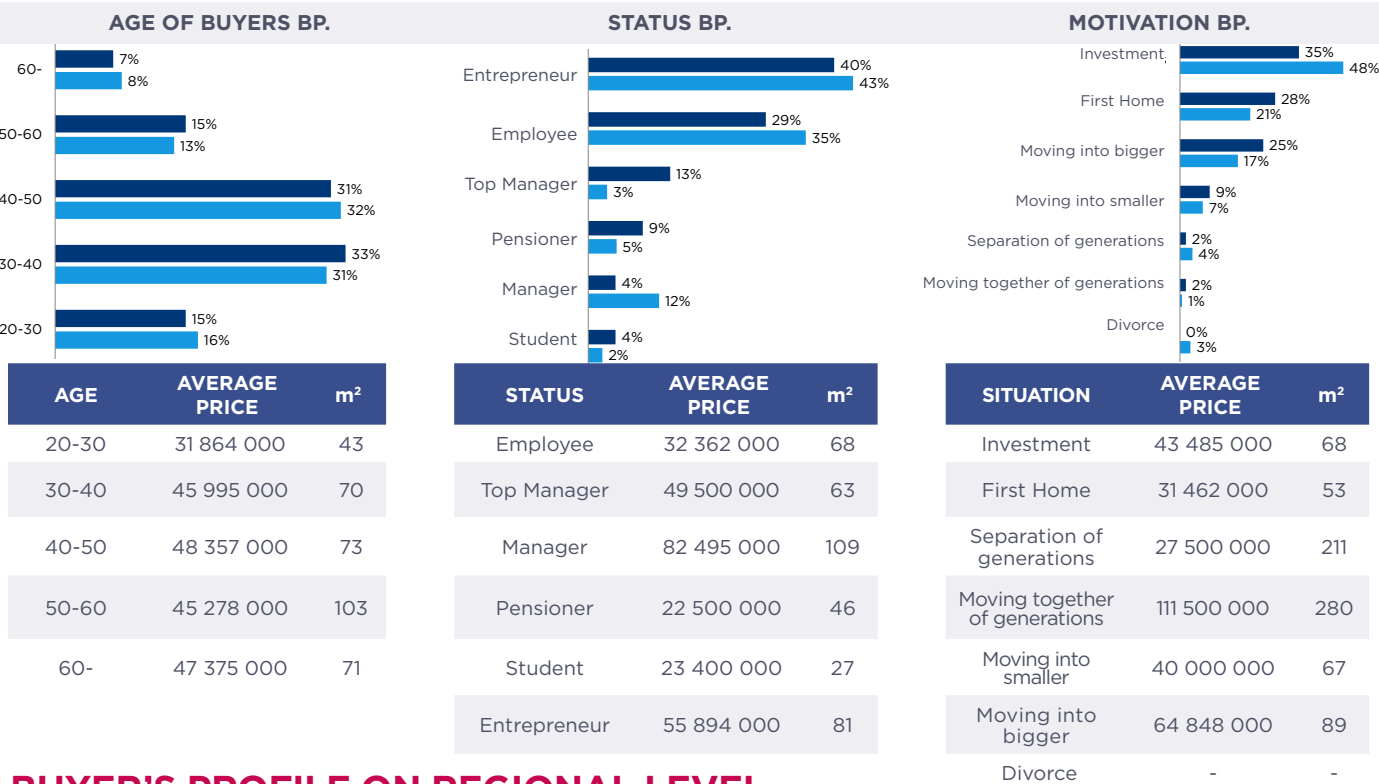 AGE OF BUYERS BP.
60-
7%
8%
50-60
15%
13%
40-50
31%
32%
30-40
33%
31%
20-30
15%
16%
STATUS BP.
Entrepreneur
40%
43%
Employee
29%
35%
Top Manager
13%
3%
Pensioner
9%
5%
Manager
4%
12%
Student
4%
2%
MOTIVATION BP.
Investment
35%
48%
First Home
28%
21%
Moving into bigger
25%
17%
Moving into smaller
9%
7%
Separation of generations
2%
4%
Moving together of generations
2%
1%
Divorce
0%
3%
AGE AVERAGE PRICE m²
20-30 31 864 000 43
30-40 45 995 000 70
40-50 48 357 000 73
50-60 45 278 000 103
60- 47 375 000 71
STATUS AVERAGE PRICE m²
Employee 32 362 000 68
Top Manager 49 500 000 63
Manager 82 495 000 109
Pensioner 22 500 000 46
Student 23 400 000 27
Entrepreneur 55 894 000 81
SITUATION AVERAGE PRICE m²
Investment 43 485 000 68
First Home 31 462 000 53
Separation of generations 27 500 000 211
Moving together of generations 111 500 000 280
Moving into smaller 40 000 000 67
Moving into bigger 64 848 000 89
Divorce - -
BUYER'S PROFILE ON REGIONAL LEVEL